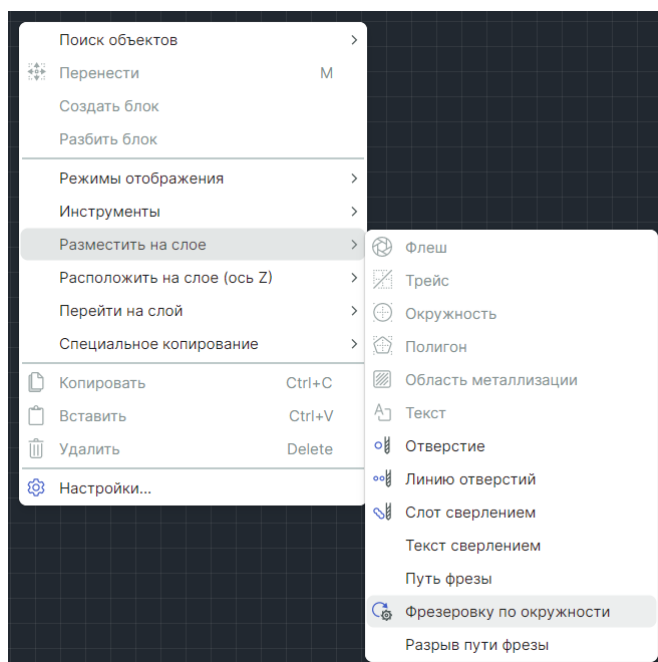 Поиск объектов
Перенести M
Создать блок
Разбить блок
Режимы отображения
Инструменты
Разместить на слое
Расположить на слое (ось Z)
Перейти на слой
Специальное копирование
Копировать Ctrl+C
Вставить Ctrl+V
Удалить Delete
Настройки...
Флеш
Трейс
Окружность
Полигон
Область металлизации
Текст
Отверстие
Линию отверстий
Слот сверлением
Текст сверлением
Путь фрезы
Фрезеровку по окружности
Разрыв пути фрезы